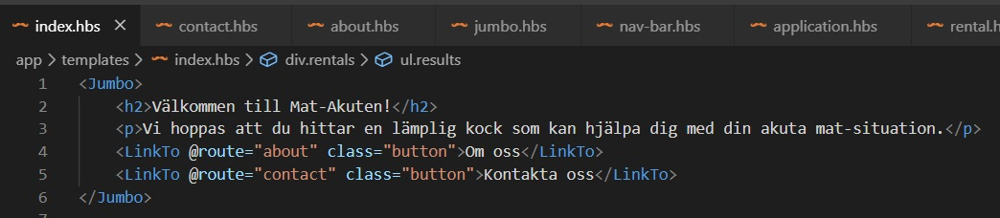 index.hbs × contact.hbs about.hbs jumbo.hbs nav-bar.hbs application.hbs rental.h
app > templates > index.hbs > div.rentals > ul.results
1 <Jumbo>
2 <h2>Välkommen till Mat-Akuten!</h2>
3 <p>Vi hoppas att du hittar en lämplig kock som kan hjälpa dig med din akuta mat-situation.</p>
4 <LinkTo @route="about" class="button">Om oss</LinkTo>
5 <LinkTo @route="contact" class="button">Kontakta oss</LinkTo>
6 </Jumbo>